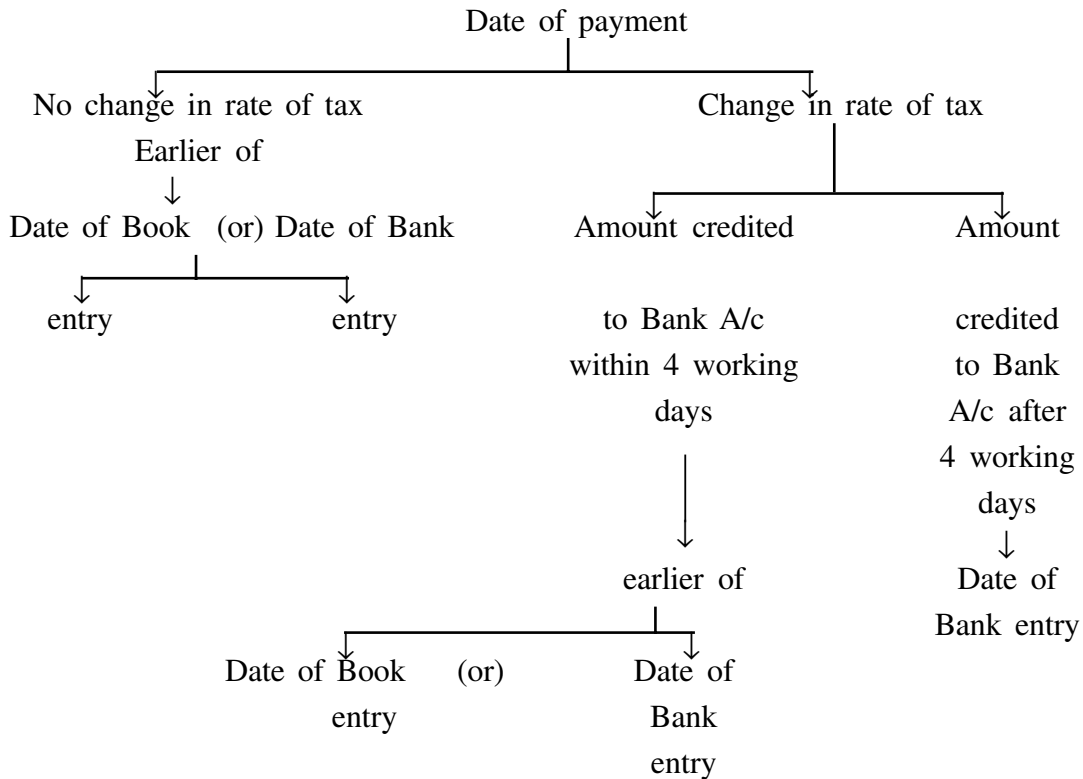 Date of payment
No change in rate of tax
Change in rate of tax
Earlier of
Date of Book (or) Date of Bank
entry entry
Amount credited
to Bank A/c
within 4 working
days
Amount
credited
to Bank
A/c after
4 working
days
Date of
Bank entry
earlier of
Date of Book (or)
entry
Date of
Bank
entry